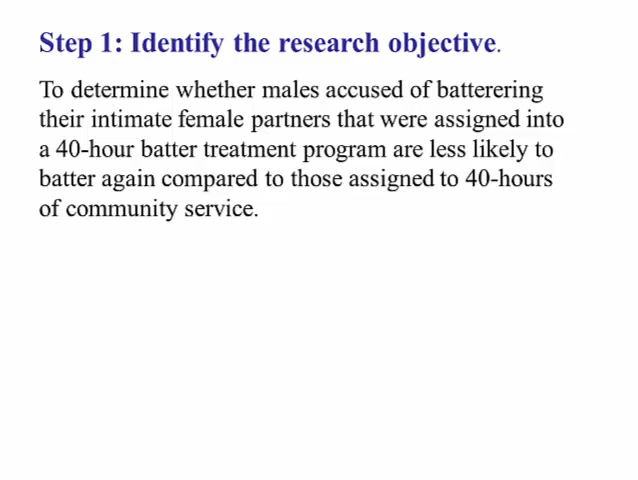 Step 1: Identify the research objective.
To determine whether males accused of batterering
their intimate female partners that were assigned into
a 40-hour batter treatment program are less likely to
batter again compared to those assigned to 40-hours
of community service.